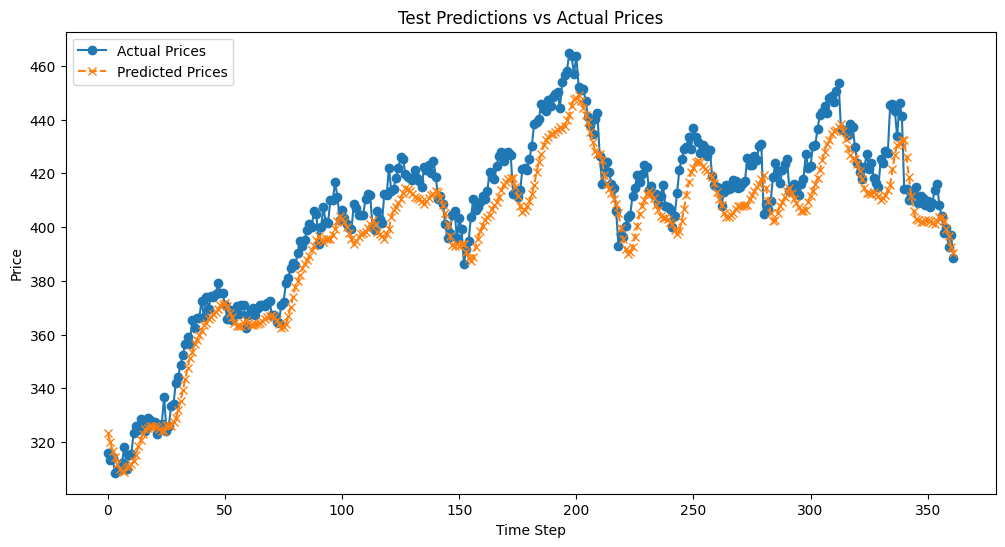 Test Predictions vs Actual Prices
Actual Prices
Predicted Prices
Price
460
440
420
400
380
360
340
320
0 50 100 150 200 250 300 350
Time Step